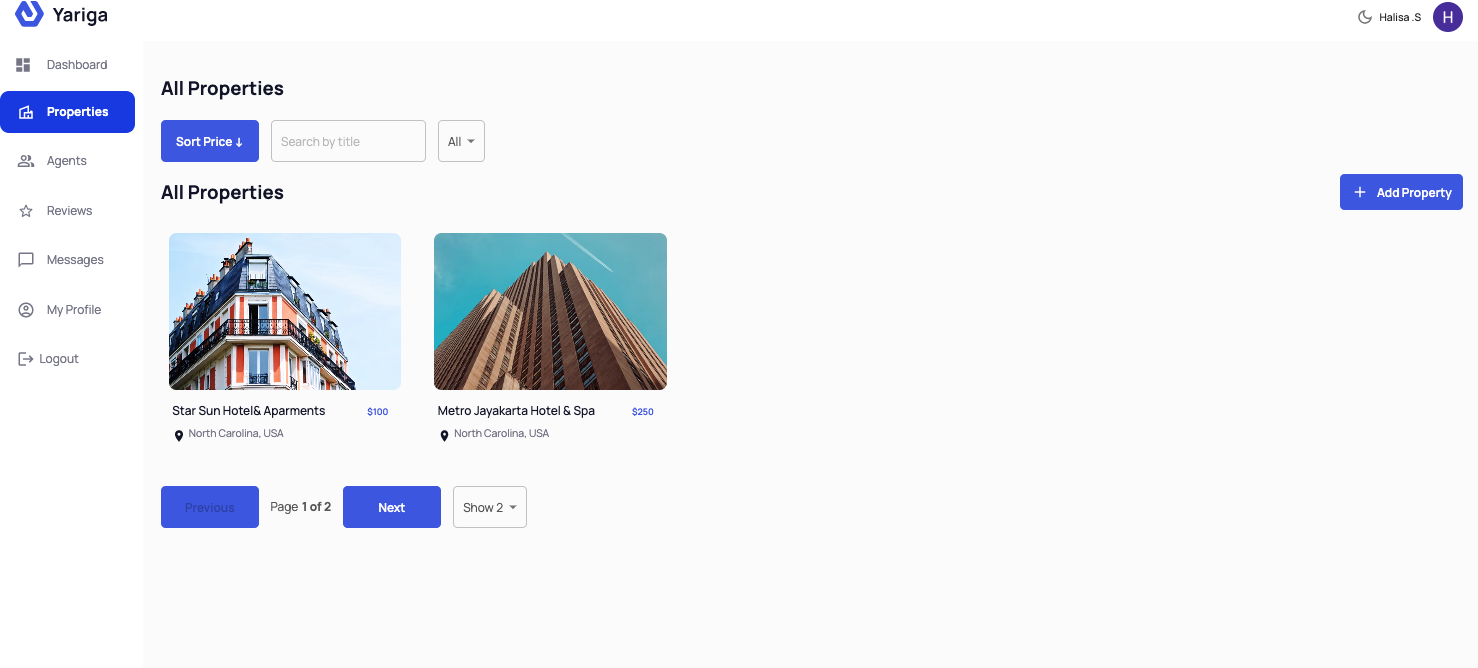 Yariga
Halisa .S
H
Dashboard
Properties
Agents
Reviews
Messages
My Profile
Logout
All Properties
Sort Price ↓
Search by title
All
All Properties
+ Add Property
Star Sun Hotel& Aparments $100
North Carolina, USA
Metro Jayakarta Hotel & Spa $250
North Carolina, USA
Previous
Page 1 of 2
Next
Show 2